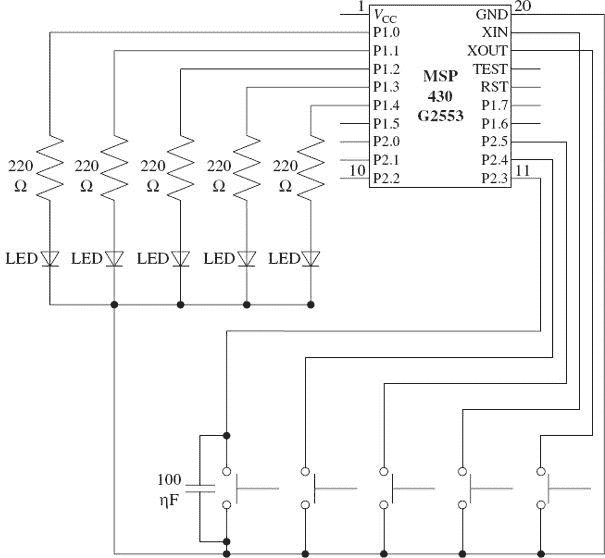 1
20
V_CC
GND
P1.0
XIN
P1.1
XOUT
P1.2
TEST
P1.3
RST
P1.4
P1.7
P1.5
P1.6
P2.0
P2.5
P2.1
P2.4
10
P2.2
P2.3
11
MSP
430
G2553
220
Ω
220
Ω
220
Ω
220
Ω
220
Ω
LED
LED
LED
LED
LED
100
ηF